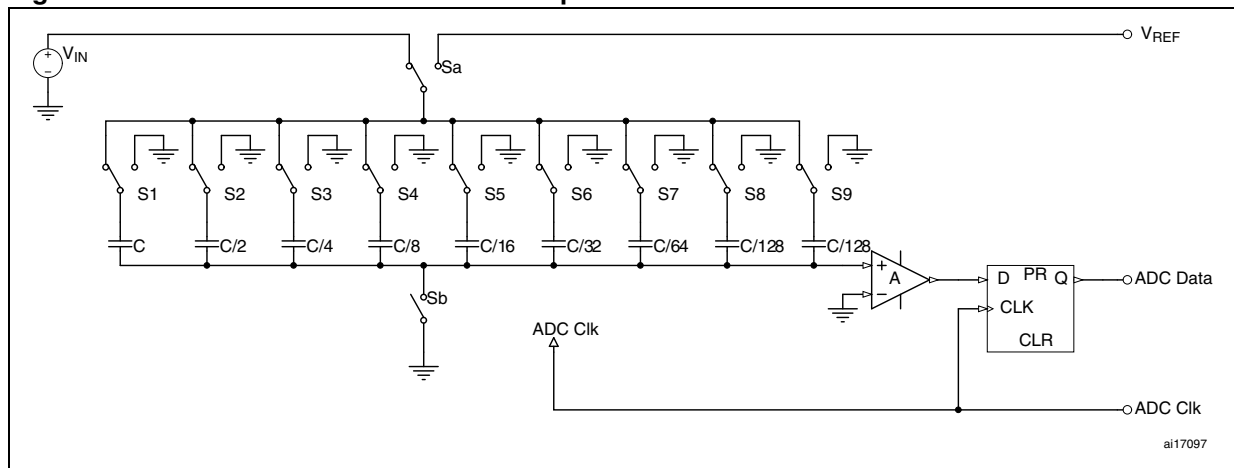 V_IN
Sa
V_REF
S1 S2 S3 S4 S5 S6 S7 S8 S9
C C/2 C/4 C/8 C/16 C/32 C/64 C/128 C/128
+
A
−
Sb
D PR Q
CLK
CLR
ADC Data
ADC Clk
ADC Clk
ai17097